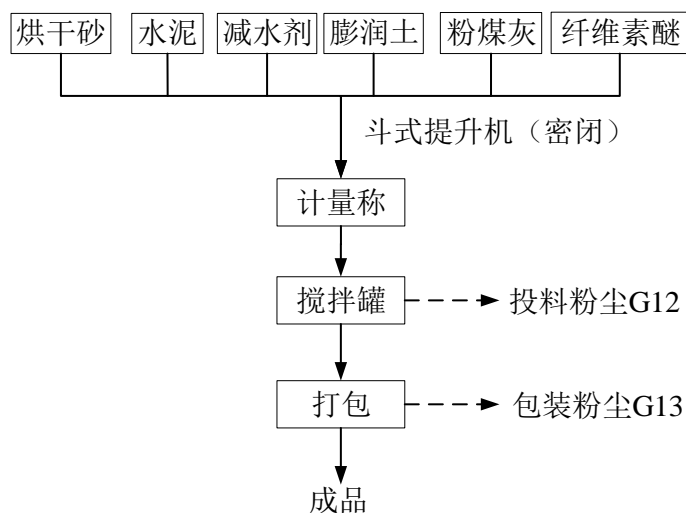 烘干砂 水泥 减水剂 膨润土 粉煤灰 纤维素醚
斗式提升机（密闭）
计量称
搅拌罐 投料粉尘G12
打包 包装粉尘G13
成品